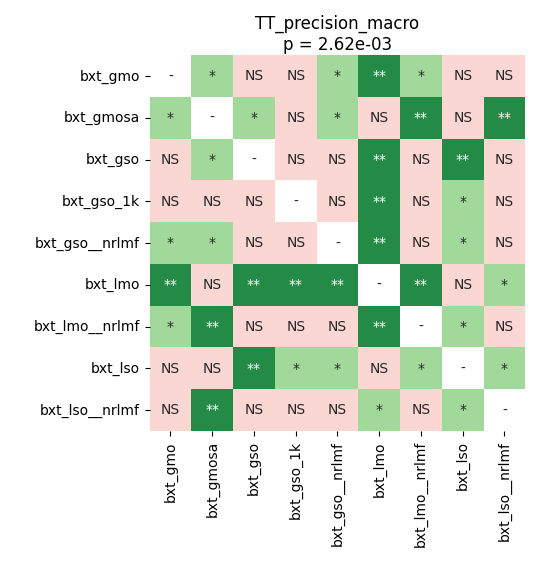 TT_precision_macro
p = 2.62e-03
bxt_gmo - * NS NS * ** * NS NS
bxt_gmosa * - * NS * NS ** NS **
bxt_gso NS * - NS NS ** NS ** NS
bxt_gso_1k NS NS NS - NS ** NS * NS
bxt_gso__nrlmf * * NS NS - ** NS * NS
bxt_lmo ** NS ** ** ** - ** NS *
bxt_lmo__nrlmf * ** NS NS NS ** - * NS
bxt_lso NS NS ** * * NS * - *
bxt_lso__nrlmf NS ** NS NS NS * NS * -
bxt_gmo
bxt_gmosa
bxt_gso
bxt_gso_1k
bxt_gso__nrlmf
bxt_lmo
bxt_lmo__nrlmf
bxt_lso
bxt_lso__nrlmf